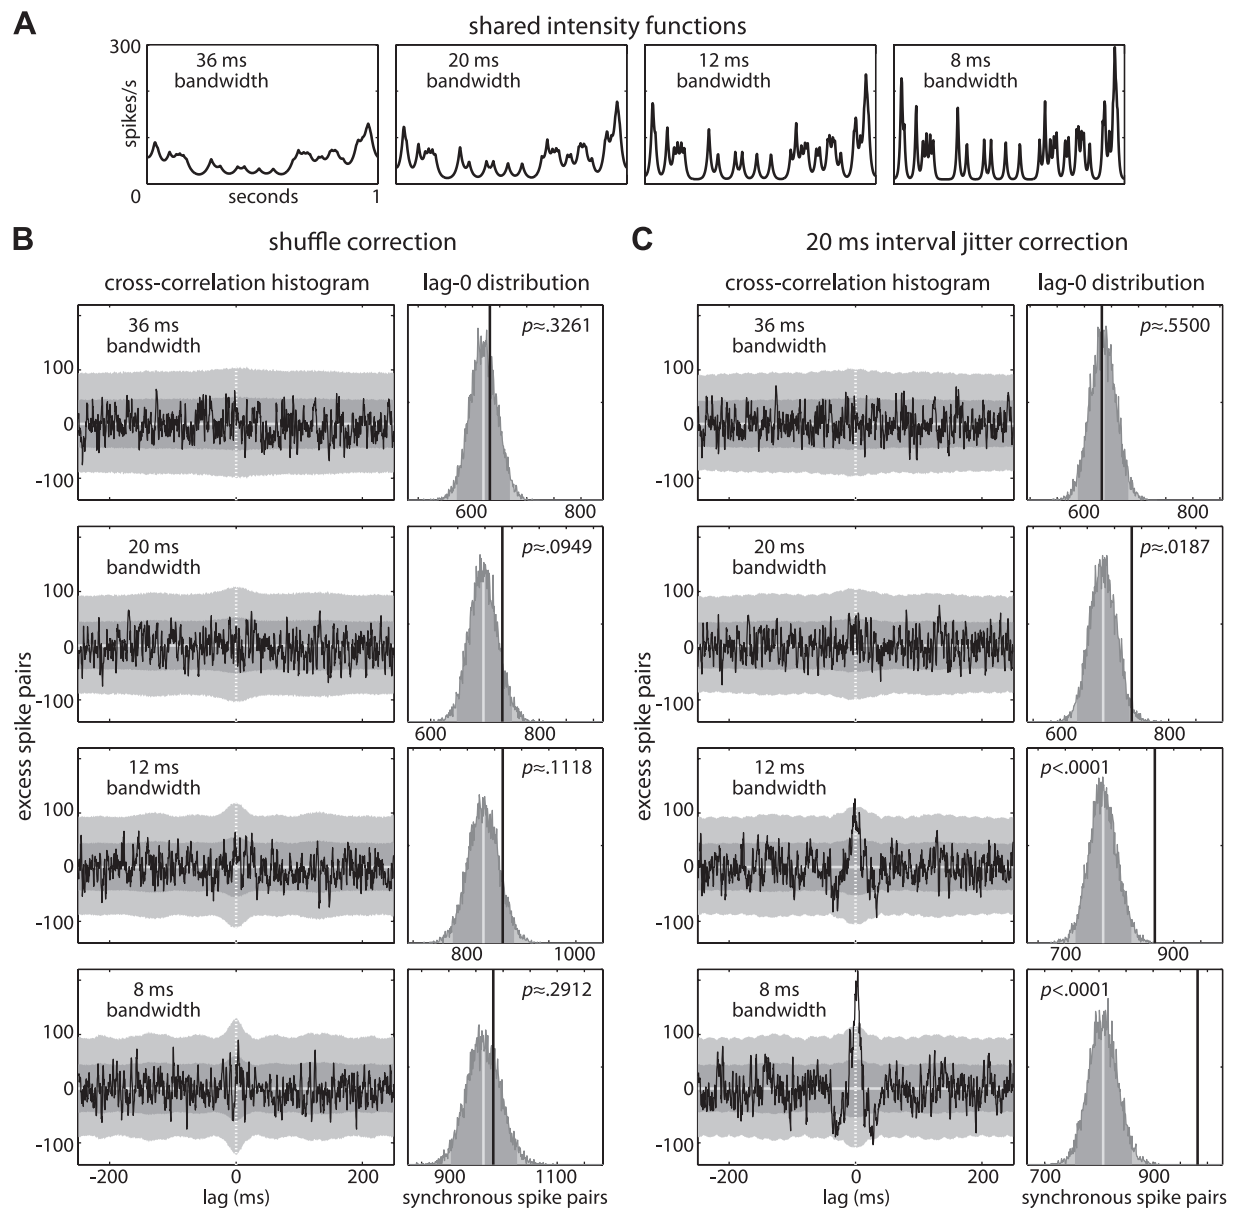 A
shared intensity functions
300
spikes/s
36 ms
bandwidth
20 ms
bandwidth
12 ms
bandwidth
8 ms
bandwidth
0
seconds
1
B
shuffle correction
cross-correlation histogram
lag-0 distribution
excess spike pairs
36 ms
bandwidth
100
0
-100
p≈.3261
600
800
20 ms
bandwidth
100
0
-100
p≈.0949
600
800
12 ms
bandwidth
100
0
-100
p≈.1118
800
1000
8 ms
bandwidth
100
0
-100
-200
0
200
lag (ms)
p≈.2912
900
1100
synchronous spike pairs
C
20 ms interval jitter correction
cross-correlation histogram
lag-0 distribution
excess spike pairs
36 ms
bandwidth
100
0
-100
p≈.5500
600
800
20 ms
bandwidth
100
0
-100
p≈.0187
600
800
12 ms
bandwidth
100
0
-100
p<.0001
700
900
8 ms
bandwidth
100
0
-100
-200
0
200
lag (ms)
p<.0001
700
900
synchronous spike pairs